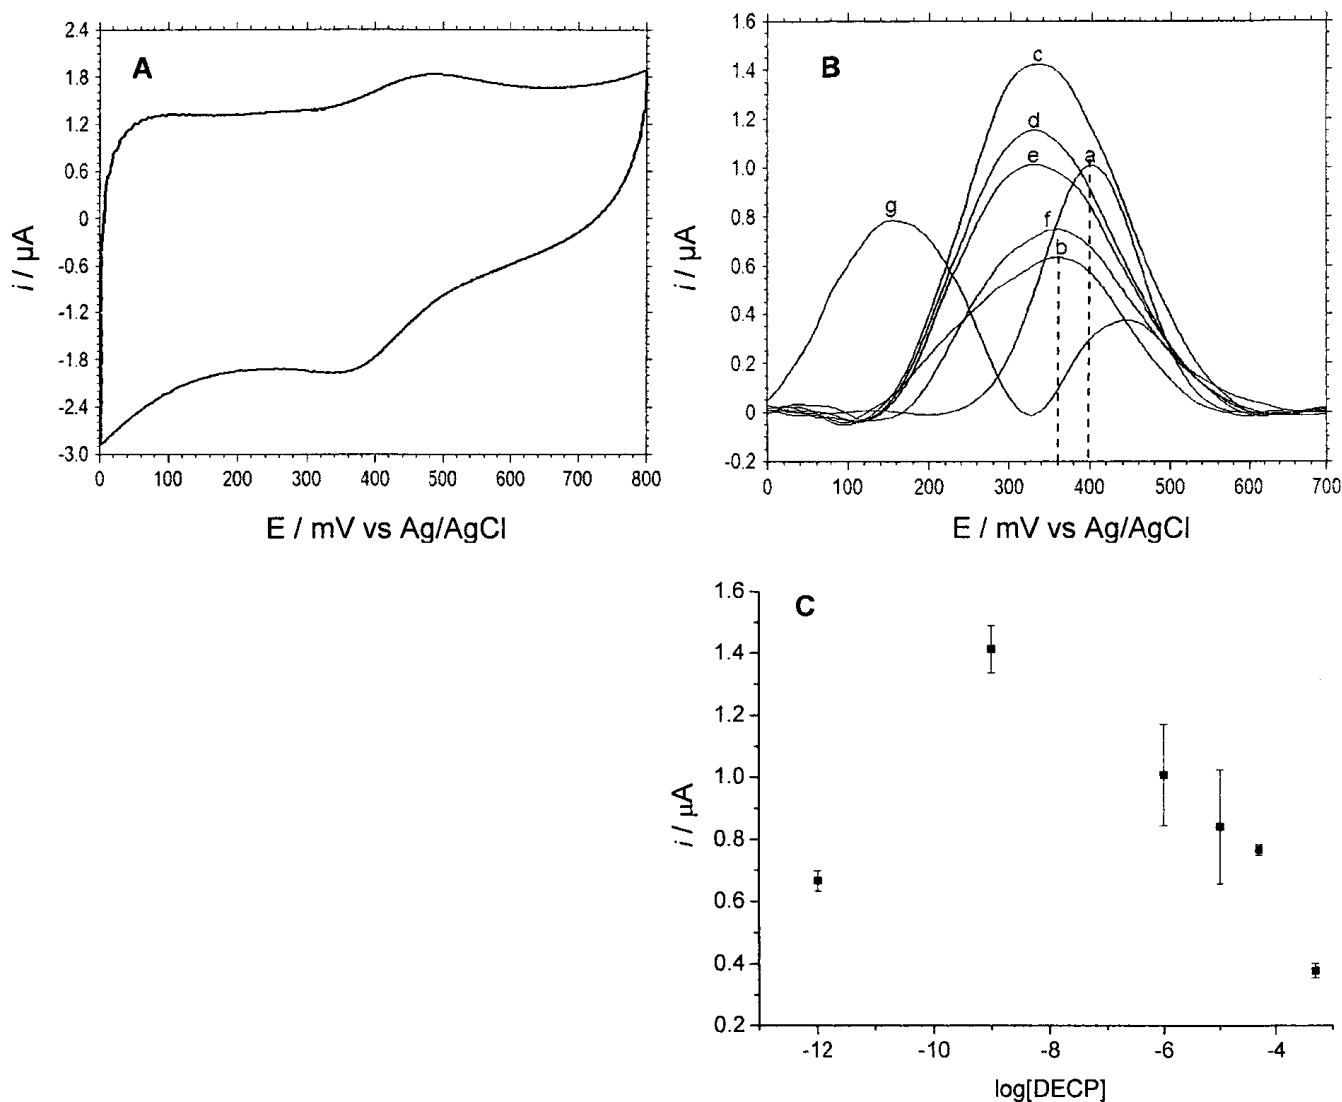 A
2.4
1.8
1.2
0.6
0
-0.6
-1.2
-1.8
-2.4
-3.0
i / µA
0 100 200 300 400 500 600 700 800
E / mV vs Ag/AgCl
B
1.6
1.4
1.2
1.0
0.8
0.6
0.4
0.2
0
-0.2
i / µA
c
d
e
a
g
f
b
0 100 200 300 400 500 600 700
E / mV vs Ag/AgCl
C
1.6
1.4
1.2
1.0
0.8
0.6
0.4
0.2
i / µA
-12 -10 -8 -6 -4
log[DECP]